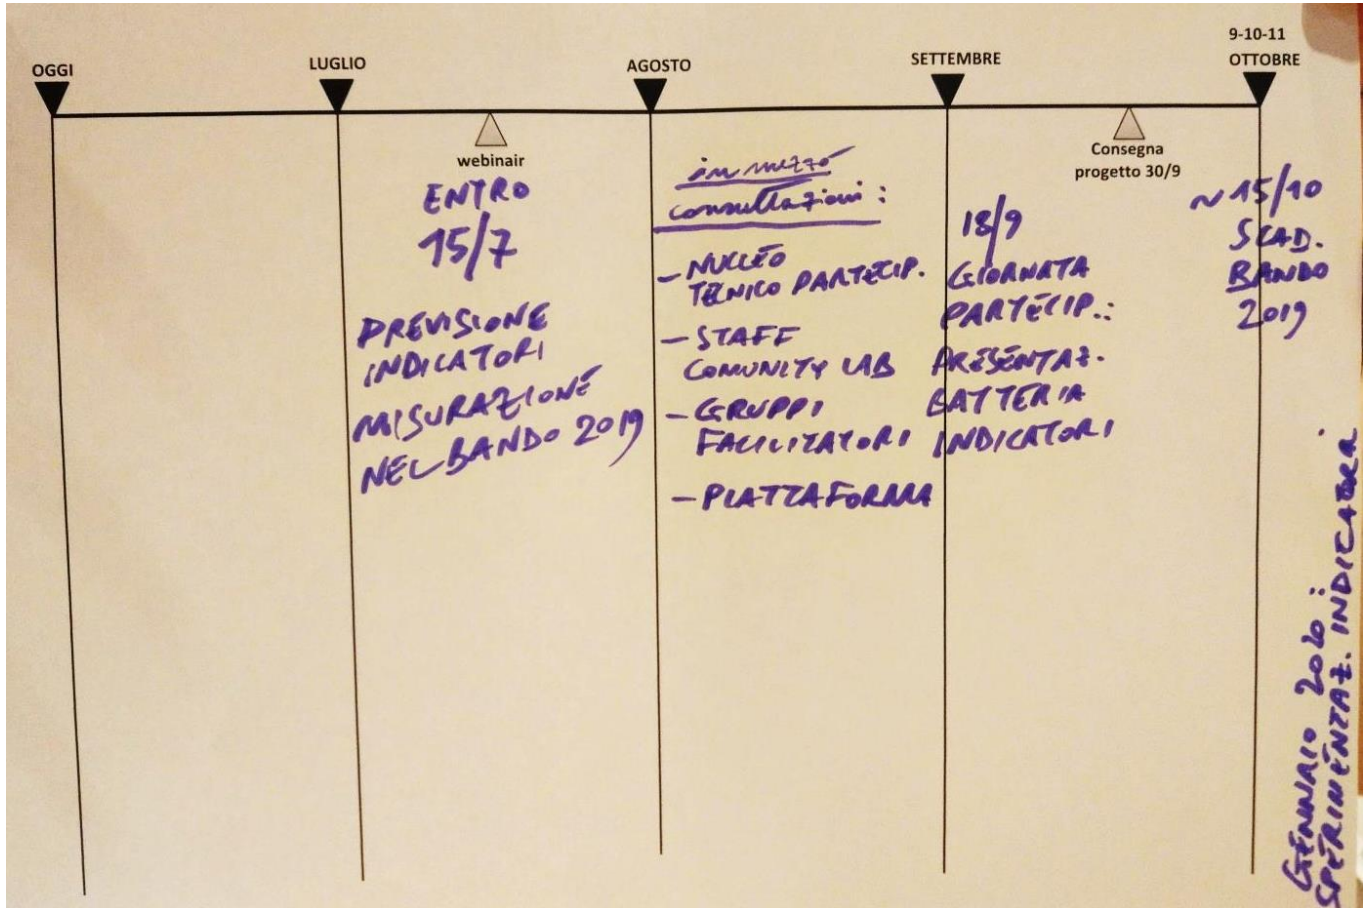 OGGI
LUGLIO
AGOSTO
SETTEMBRE
9-10-11
OTTOBRE
webinair
Consegna
progetto 30/9
ENTRO
15/7
PREVISIONE
INDICATORI
MISURAZIONE
NEL BANDO 2019
in mezzo
consultazioni:
- NUCLEO
TECNICO PARTECIP.
- STAFF
COMUNITY LAB
- GRUPPI
FACILITATORI
- PIATTAFORMA
18/9
GIORNATA
PARTECIP.:
PRESENTAZ.
BATTERIA
INDICATORI
~15/10
SCAD.
BANDO
2019
GENNAIO 2020:
SPERIMENTAZ. INDICATORI